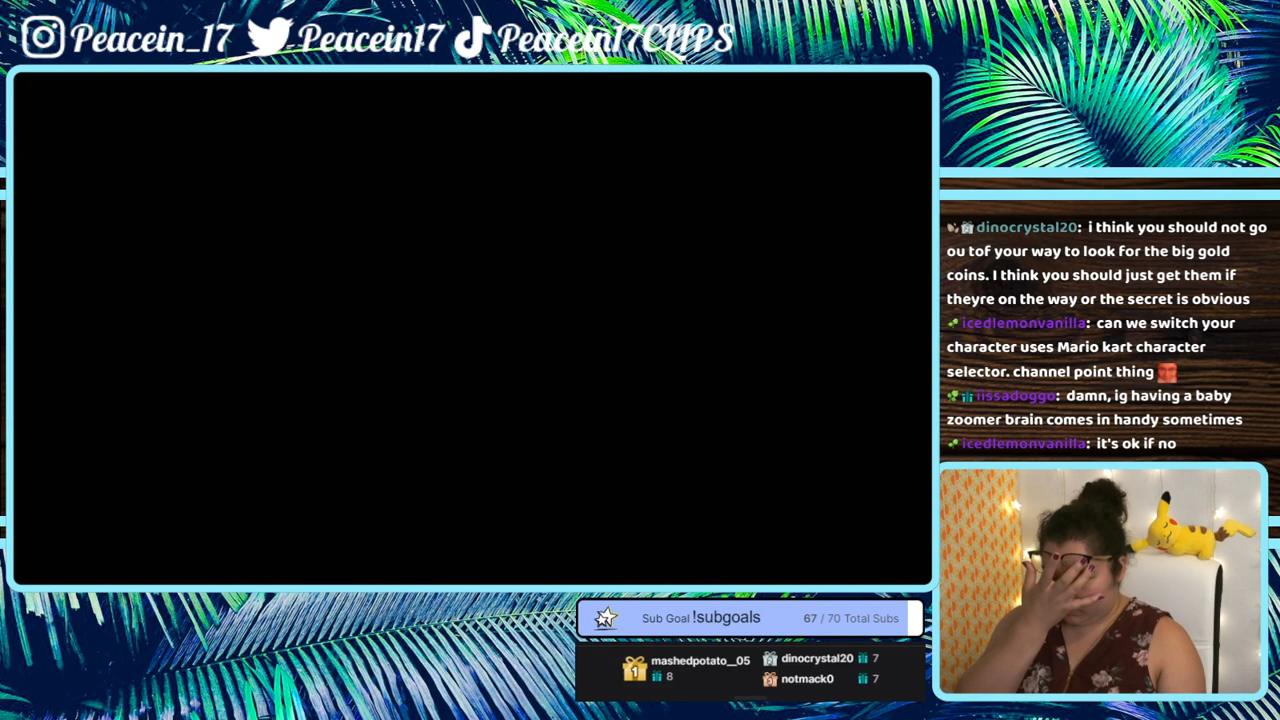 Peacein_17 Peacein17 Peacein17ClIPS
dinocrystal20: i think you should not go
ou tof your way to look for the big gold
coins. I think you should just get them if
theyre on the way or the secret is obvious
icedlemonvanilla: can we switch your
character uses Mario kart character
selector. channel point thing
iissadoggo: damn, ig having a baby
zoomer brain comes in handy sometimes
icedlemonvanilla: it's ok if no
Sub Goal !subgoals 67 / 70 Total Subs
1 mashedpotato__05 8
2 dinocrystal20 7
3 notmack0 7